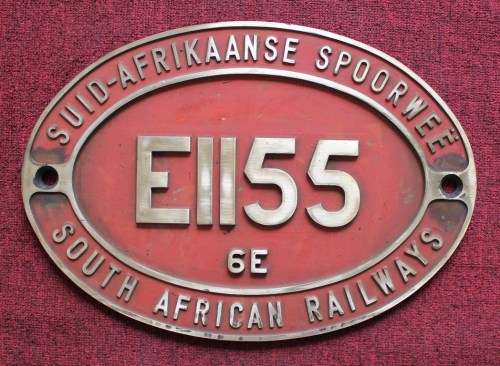 SUID-AFRIKAANSE SPOORWEË
E1155
6E
SOUTH AFRICAN RAILWAYS